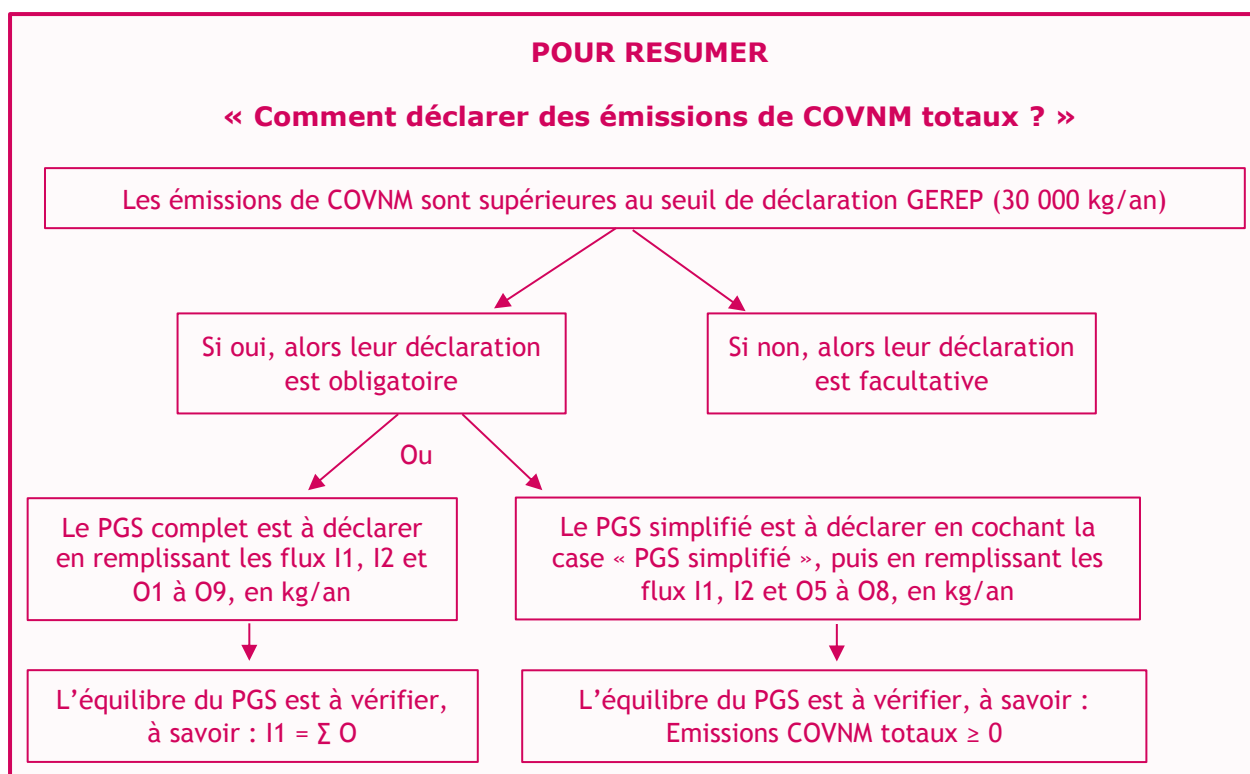 POUR RESUMER
« Comment déclarer des émissions de COVNM totaux ? »
Les émissions de COVNM sont supérieures au seuil de déclaration GEREP (30 000 kg/an)
Si oui, alors leur déclaration
est obligatoire
Si non, alors leur déclaration
est facultative
Ou
Le PGS complet est à déclarer
en remplissant les flux I1, I2 et
O1 à O9, en kg/an
Le PGS simplifié est à déclarer en cochant la
case « PGS simplifié », puis en remplissant les
flux I1, I2 et O5 à O8, en kg/an
L'équilibre du PGS est à vérifier,
à savoir : I1 = ∑ O
L'équilibre du PGS est à vérifier, à savoir :
Emissions COVNM totaux ≥ 0